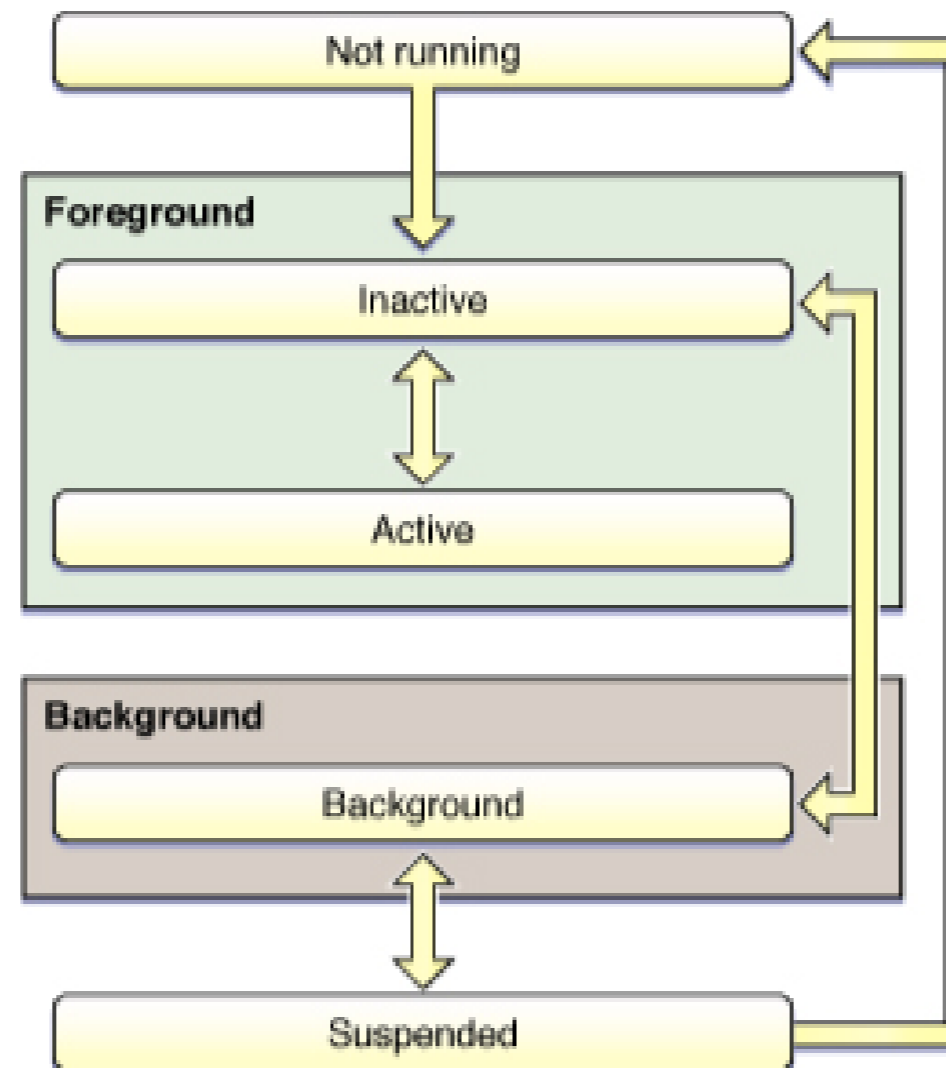 Not running
Foreground
Inactive
Active
Background
Background
Suspended